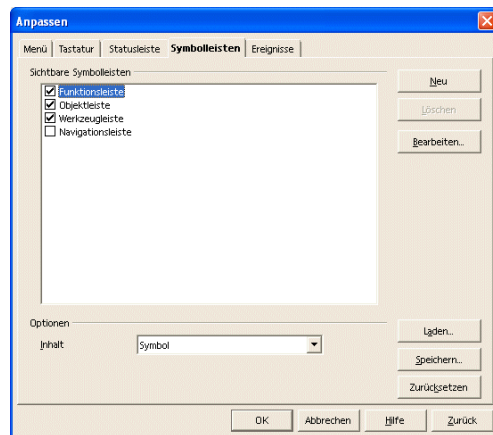 Anpassen
Menü Tastatur Statusleiste Symbolleisten Ereignisse
Sichtbare Symbolleisten
Funktionsleiste
Objektleiste
Werkzeugleiste
Navigationsleiste
Neu
Löschen
Bearbeiten...
Optionen
Inhalt Symbol
Laden...
Speichern...
Zurücksetzen
OK Abbrechen Hilfe Zurück